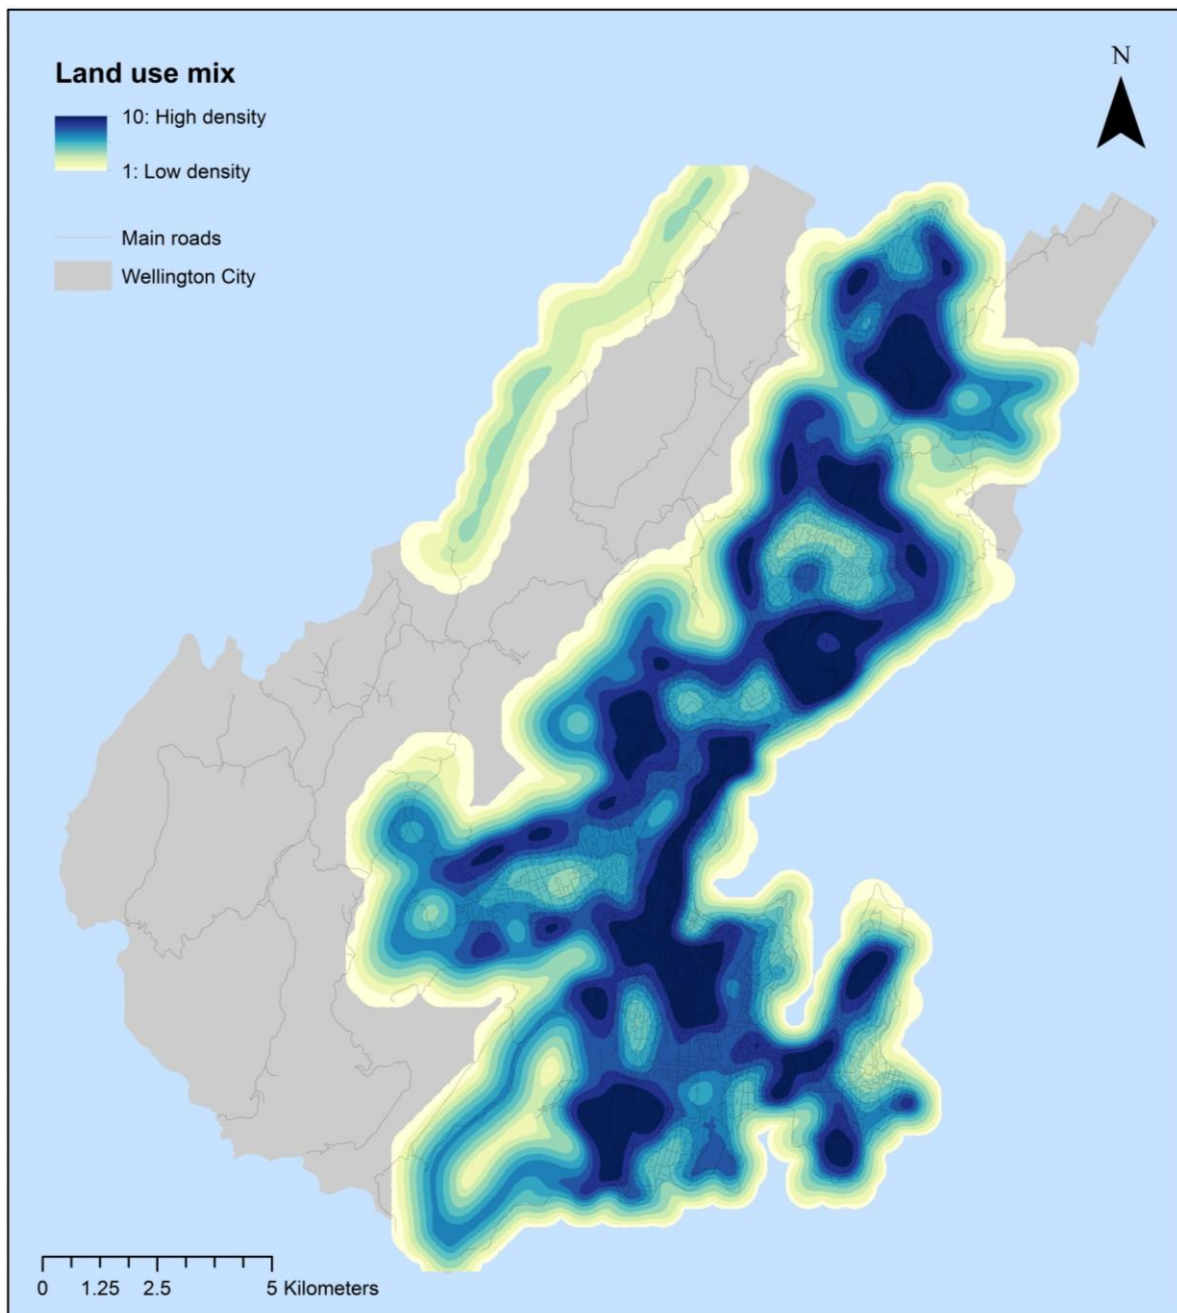 Land use mix
10: High density
1: Low density
Main roads
Wellington City
N
0 1.25 2.5 5 Kilometers